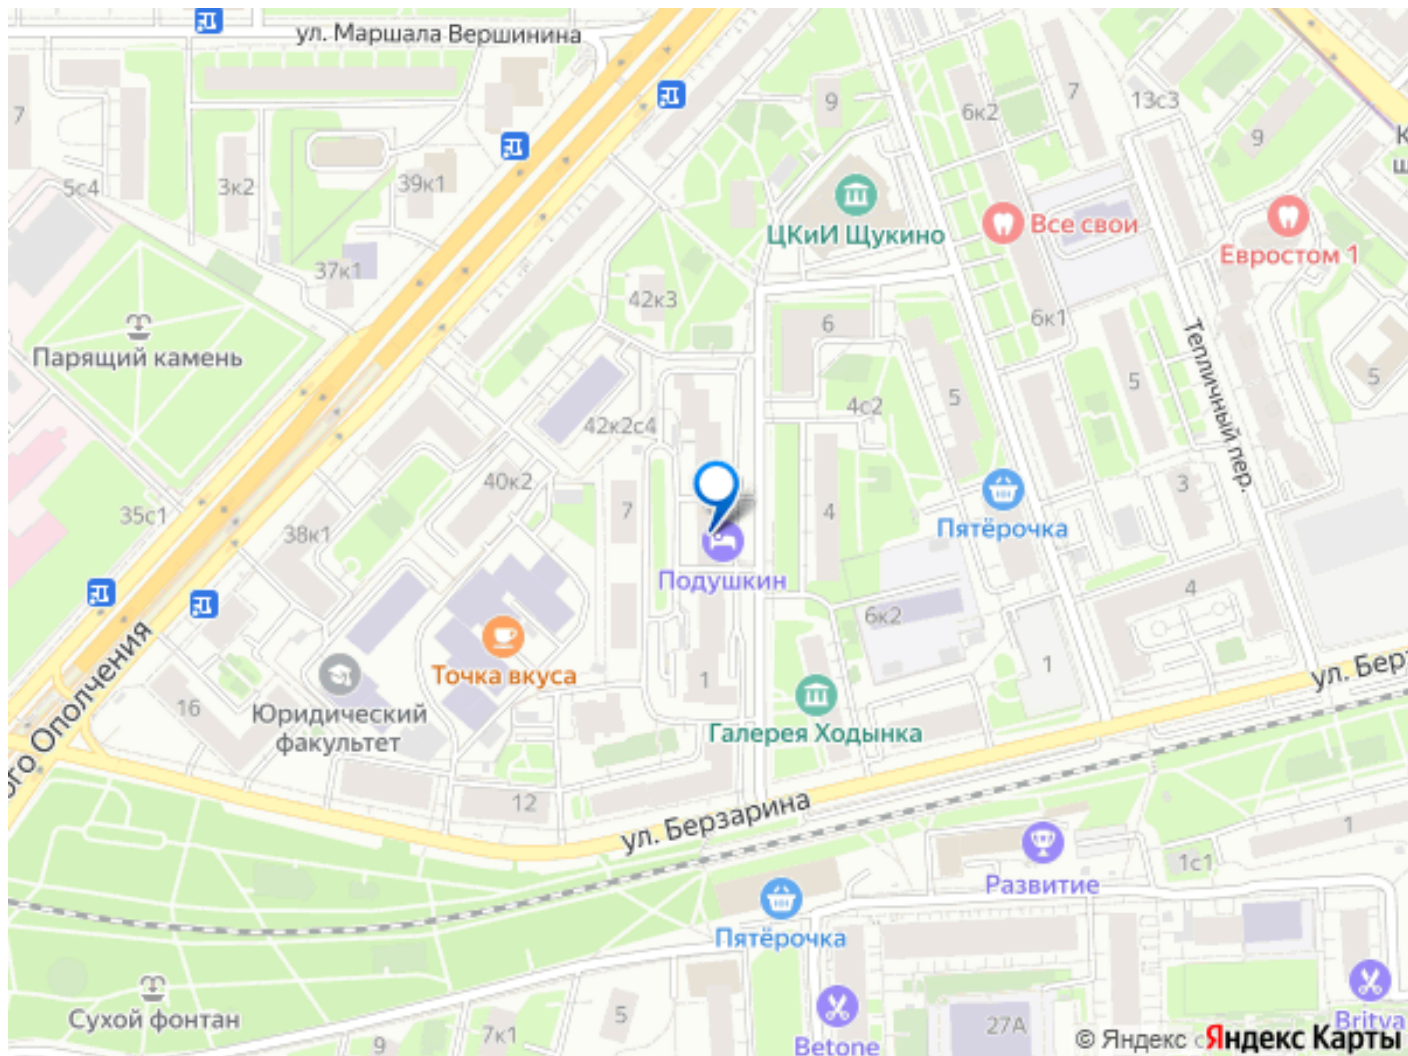 ул. Маршала Вершинина
7
9
6к2
7
13с3
9
5с4
3к2
39к1
ЦКиИ Щукино
Все свои
Евростом 1
37к1
42к3
6
6к1
Парящий камень
Тепличный пер.
5
5
5
4с2
42к2с4
40к2
7
4
3
35с1
38к1
Пятёрочка
Подушкин
4
6к2
Точка вкуса
1
1
ул. Бер
16
Юридический
факультет
Галерея Ходынка
ого Ополчения
12
ул. Берзарина
1
1с1
Развитие
Пятёрочка
Сухой фонтан
5
7к1
9
27А
Betone
Britva
© Яндекс
Яндекс Карты